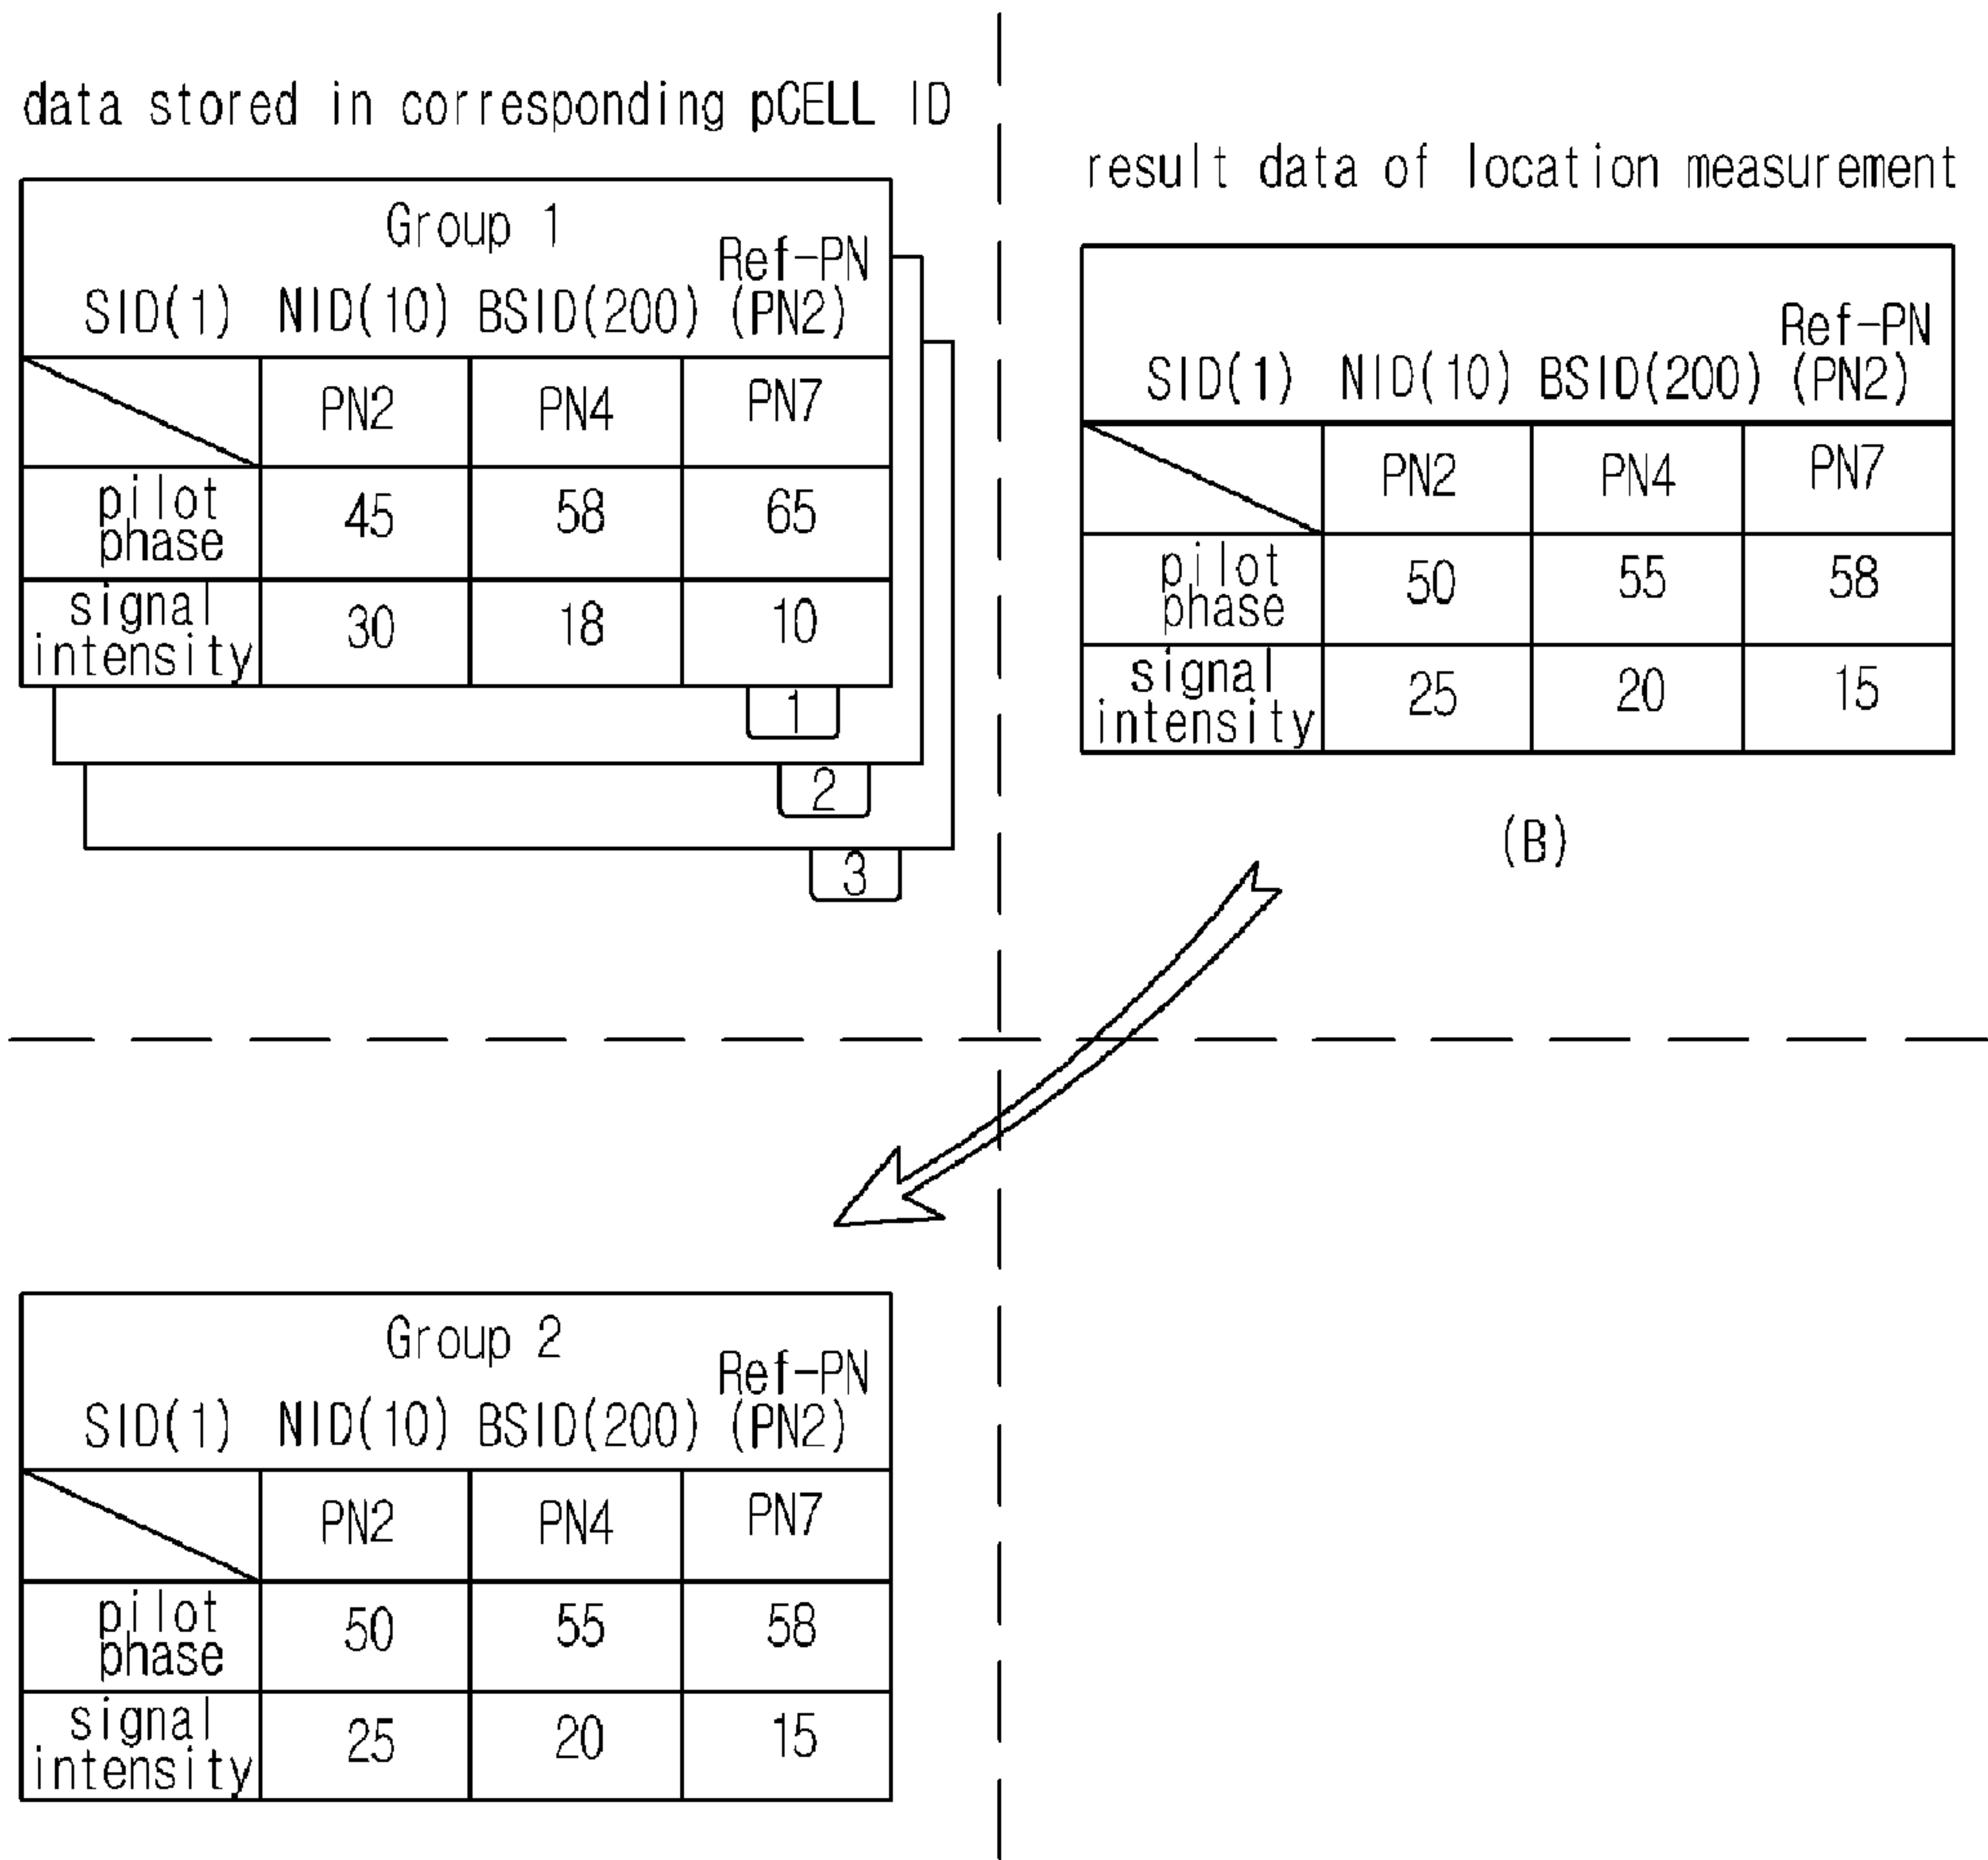 data stored in corresponding pCELL ID
Group 1
Ref-PN
SID(1) NID(10) BSID(200) (PN2)
PN2 PN4 PN7
pilot
phase 45 58 65
signal
intensity 30 18 10
1
2
3
result data of location measurement
Ref-PN
SID(1) NID(10) BSID(200) (PN2)
PN2 PN4 PN7
pilot
phase 50 55 58
signal
intensity 25 20 15
(B)
Group 2
Ref-PN
SID(1) NID(10) BSID(200) (PN2)
PN2 PN4 PN7
pilot
phase 50 55 58
signal
intensity 25 20 15